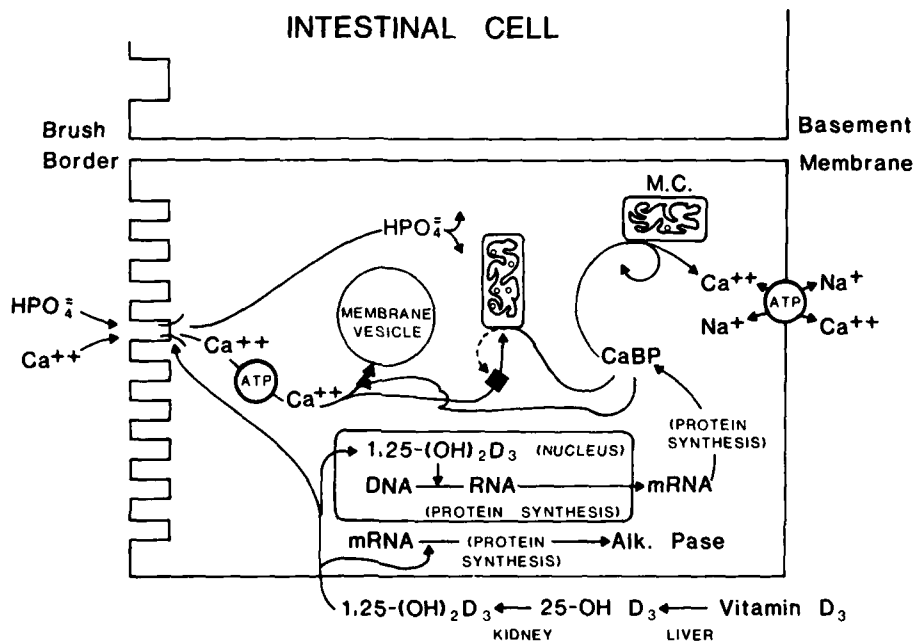 INTESTINAL CELL
Brush
Border
Basement
Membrane
M.C.
HPO₄⁼
MEMBRANE
VESICLE
Ca⁺⁺
Na⁺
ATP
Na⁺
Ca⁺⁺
HPO₄⁼
Ca⁺⁺
Ca⁺⁺
ATP
Ca⁺⁺
CaBP
(PROTEIN
SYNTHESIS)
1,25-(OH)₂D₃ (NUCLEUS)
DNA RNA mRNA
(PROTEIN SYNTHESIS)
mRNA (PROTEIN SYNTHESIS) Alk. Pase
1,25-(OH)₂D₃ 25-OH D₃ Vitamin D₃
KIDNEY LIVER